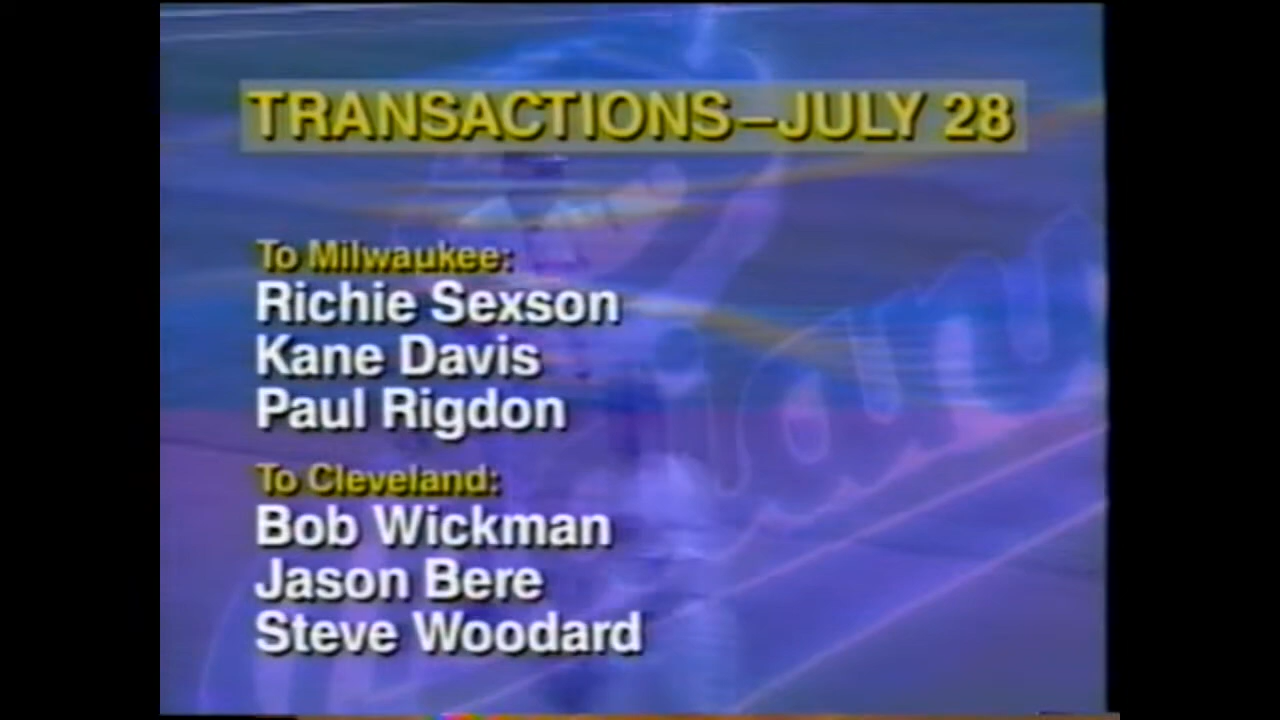 TRANSACTIONS–JULY 28
To Milwaukee:
Richie Sexson
Kane Davis
Paul Rigdon
To Cleveland:
Bob Wickman
Jason Bere
Steve Woodard